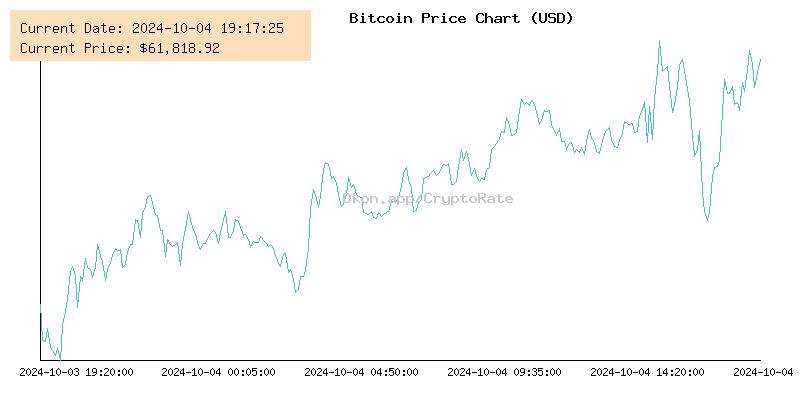 Bitcoin Price Chart (USD)
Current Date: 2024-10-04 19:17:25
Current Price: $61,818.92
Dkon.app/CryptoRate
2024-10-03 19:20:00 2024-10-04 00:05:00 2024-10-04 04:50:00 2024-10-04 09:35:00 2024-10-04 14:20:00 2024-10-04